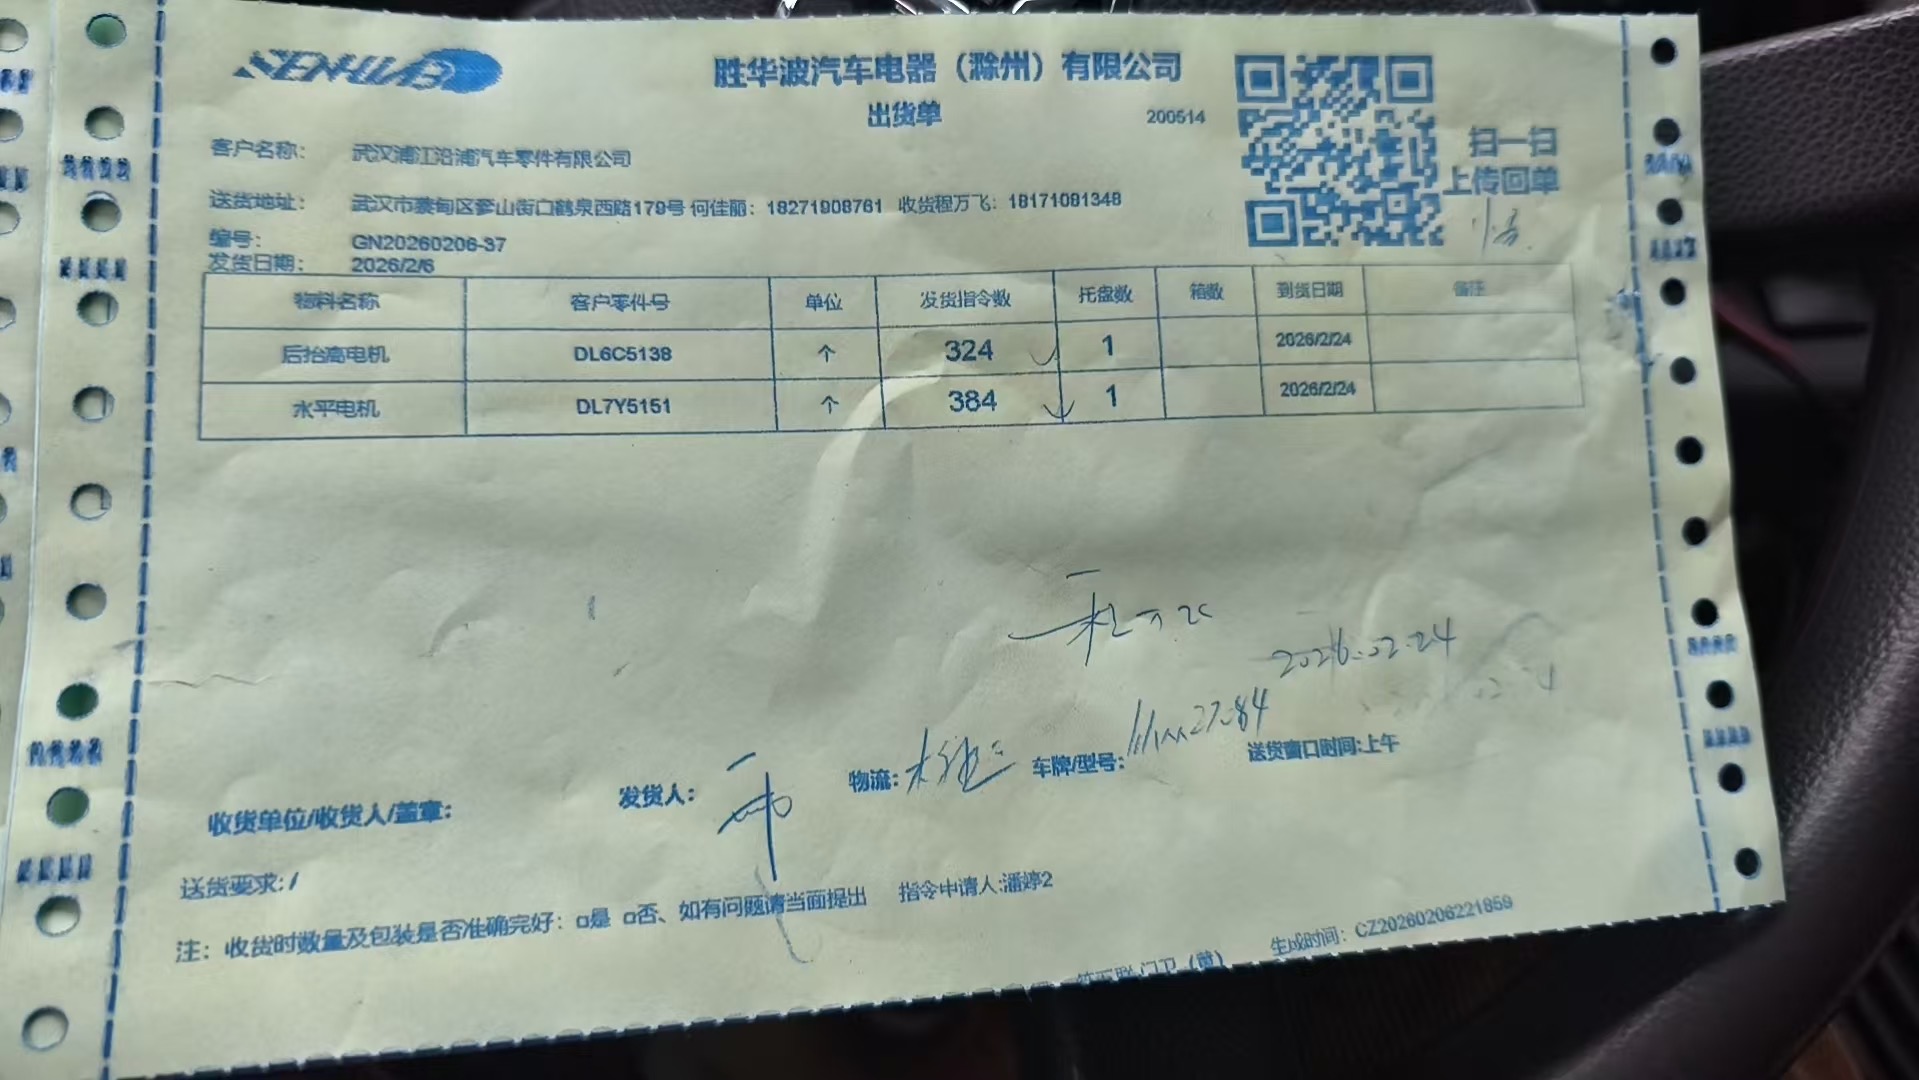 胜华波汽车电器（滁州）有限公司
出货单
200514
扫一扫
上传回单
客户名称： 武汉浦江沿浦汽车零件有限公司
送货地址： 武汉市蔡甸区奓山街口鹤泉西路179号 何佳丽：18271908761 收货程万飞：18171081348
编号： GN20260206-37
发货日期： 2026/2/6
物料名称 客户零件号 单位 发货指令数 托盘数 箱数 到货日期 备注
后抬高电机 DL6C5138 个 324 1 2026/2/24
水平电机 DL7Y5151 个 384 1 2026/2/24
程万飞
2026.02.24
收货单位/收货人/盖章： 发货人： 物流： 车牌/型号： 送货窗口时间:上午
送货要求: /
注：收货时数量及包装是否准确完好：□是 □否、如有问题请当面提出 指令申请人:潘婷2
生成时间：CZ20260206221859